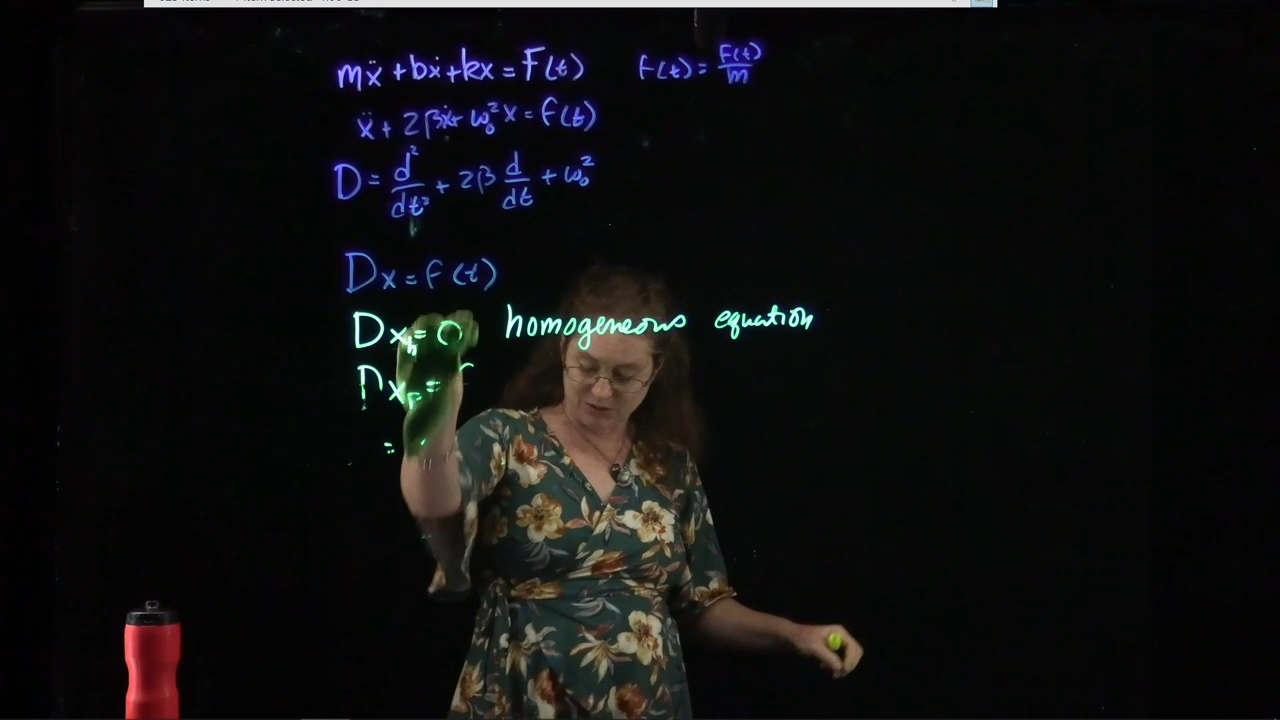 mẍ + bẋ + kx = F(t) f(t) = F(t)/m
ẍ + 2βẋ + ω₀²x = f(t)
D = d²/dt² + 2β d/dt + ω₀²
Dx = f(t)
Dxₕ = 0 homogeneous equation